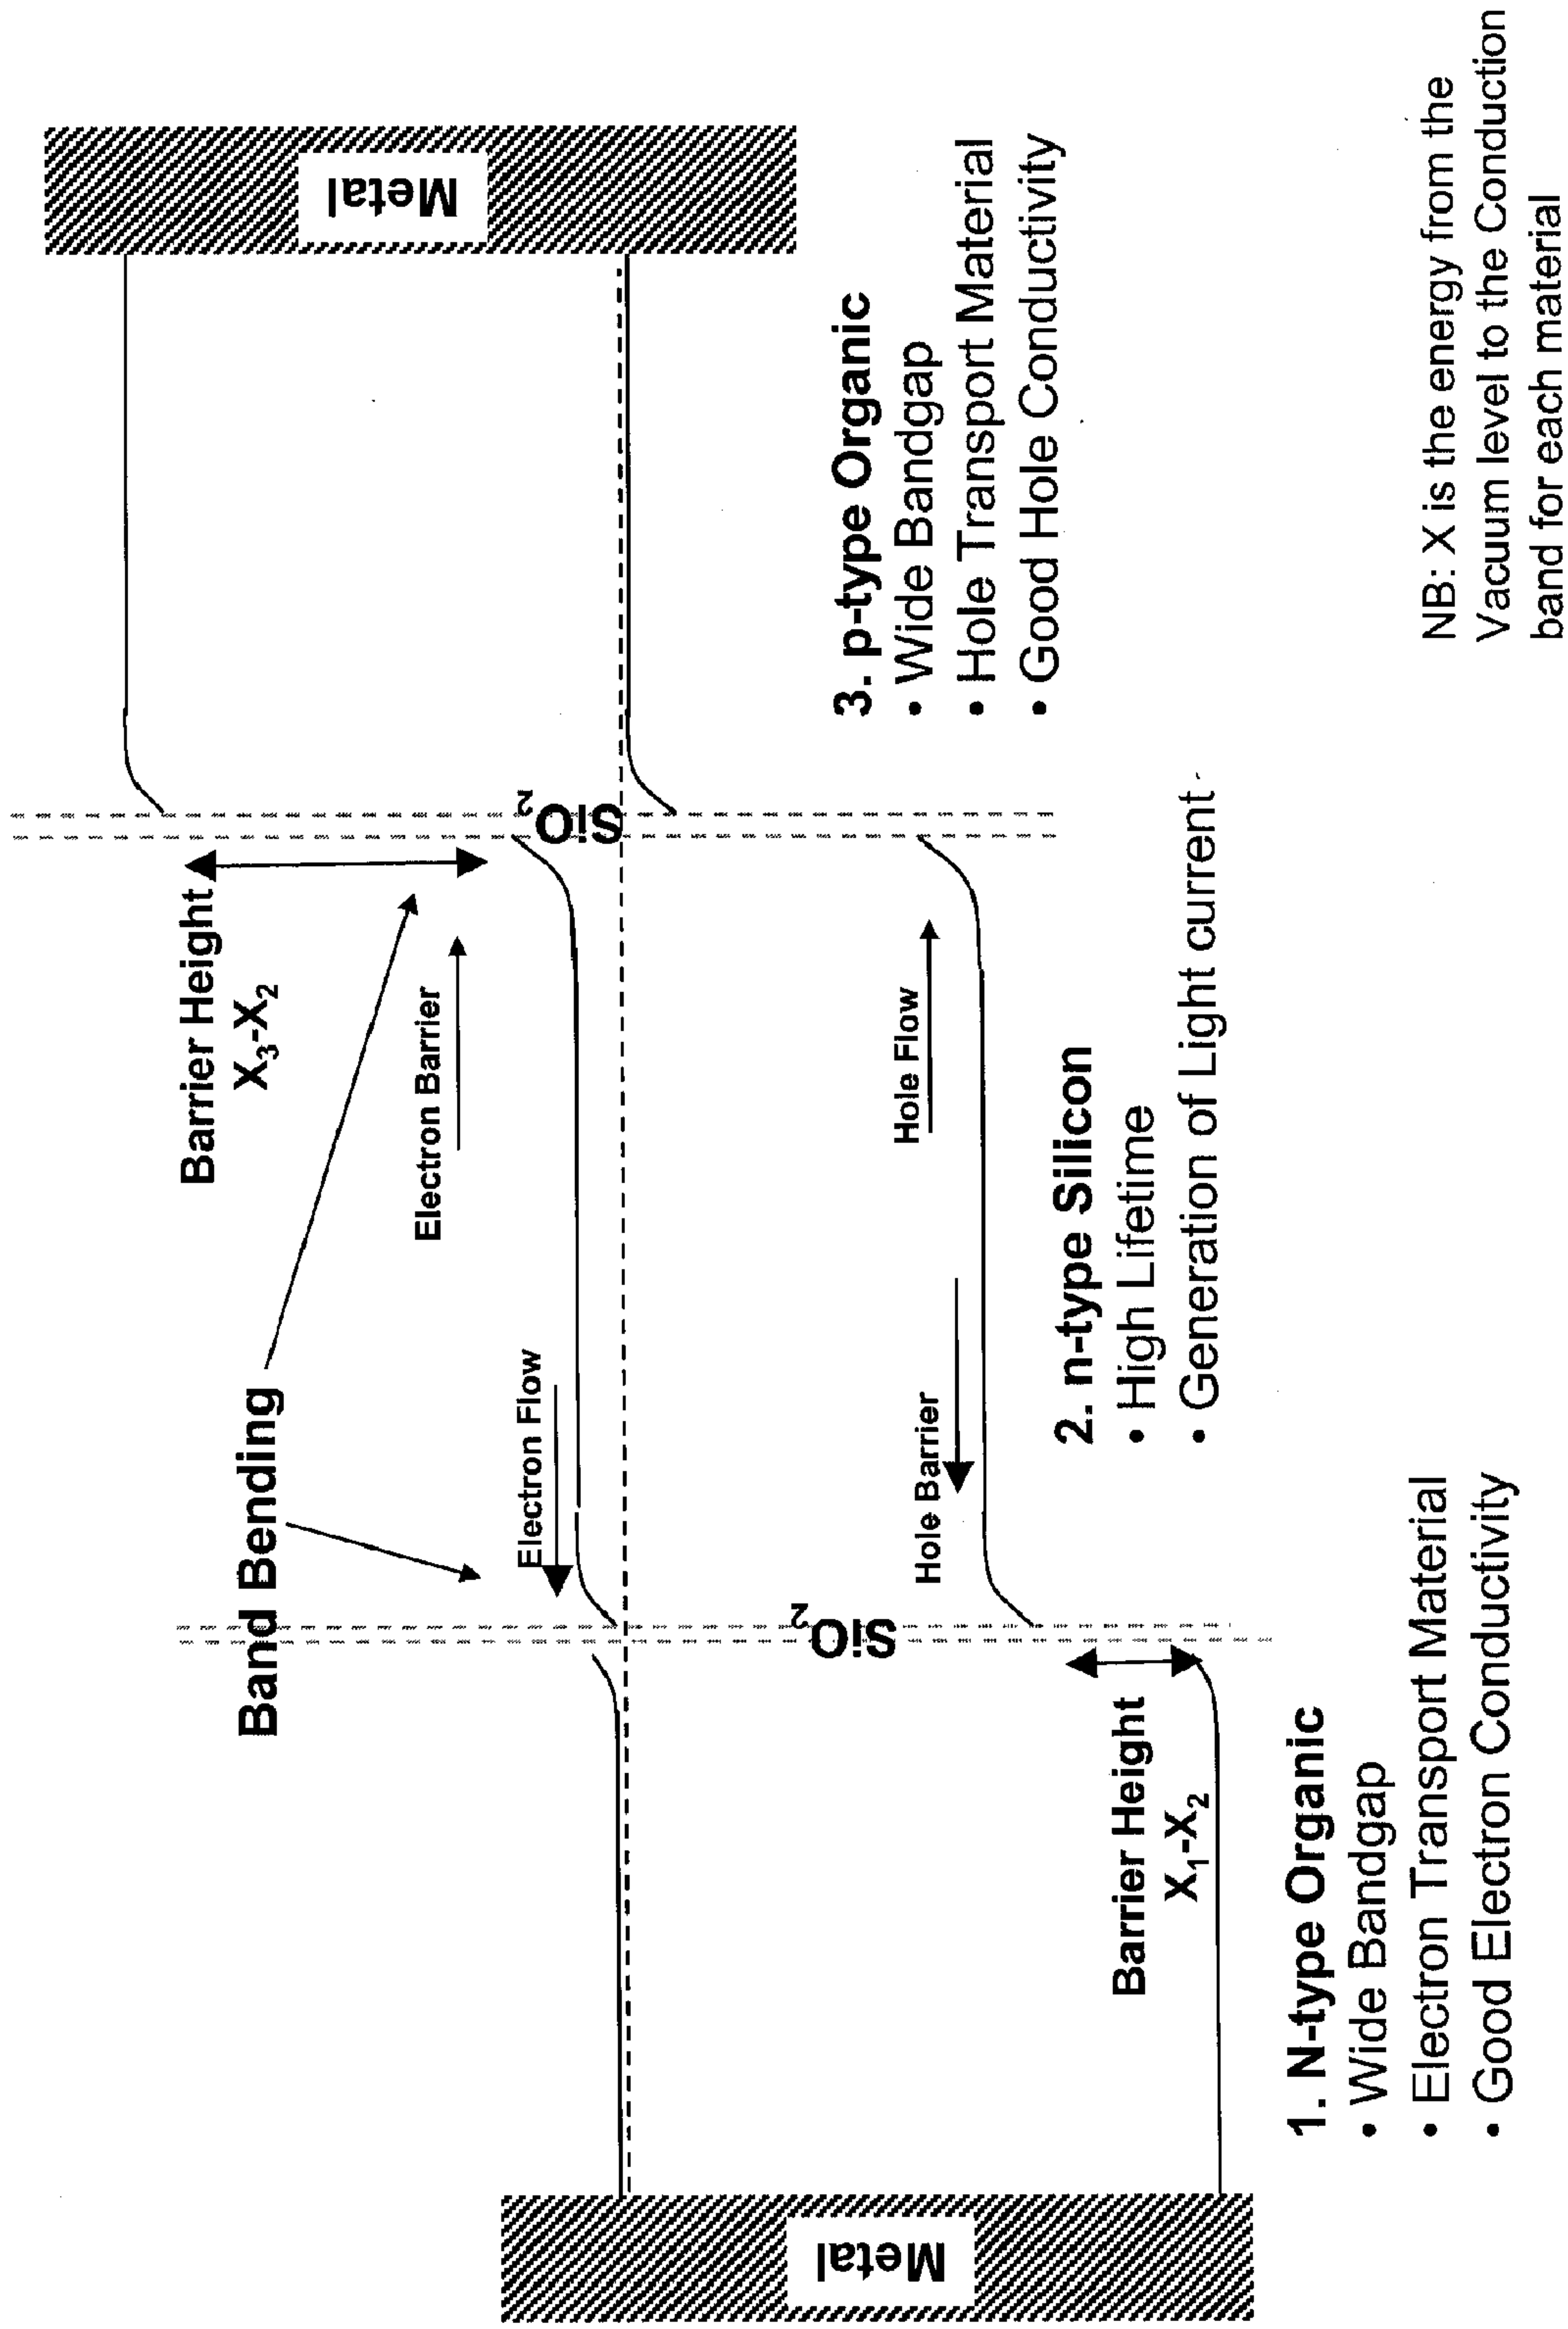 Barrier Height
X₃-X₂
Band Bending
Electron Barrier
Electron Flow
Metal
SiO₂
Hole Flow
Hole Barrier
SiO₂
Metal
Barrier Height
X₁-X₂
3. p-type Organic
• Wide Bandgap
• Hole Transport Material
• Good Hole Conductivity
2. n-type Silicon
• High Lifetime
• Generation of Light current
1. N-type Organic
• Wide Bandgap
• Electron Transport Material
• Good Electron Conductivity
NB: X is the energy from the
Vacuum level to the Conduction
band for each material